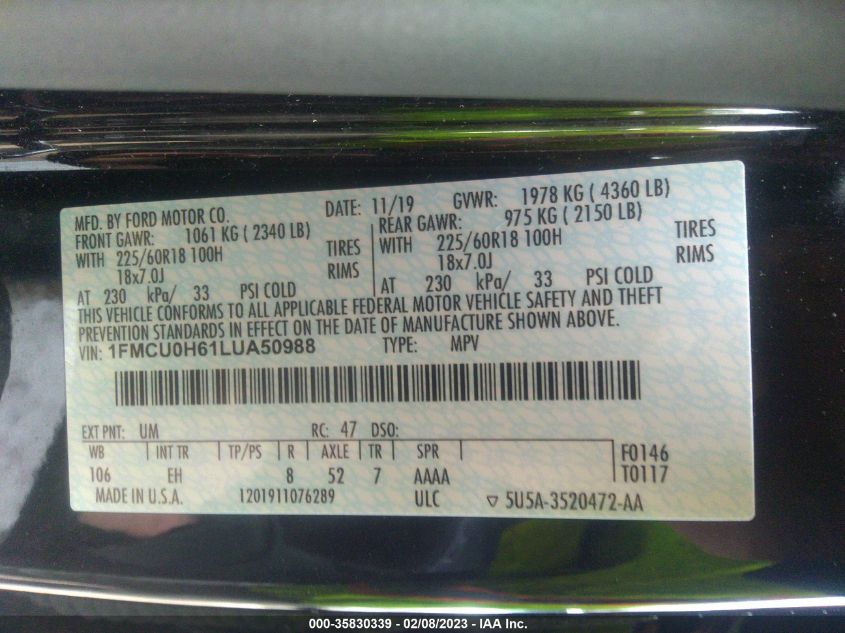 MFD. BY FORD MOTOR CO. DATE: 11/19 GVWR: 1978 KG ( 4360 LB)
FRONT GAWR: 1061 KG ( 2340 LB) REAR GAWR: 975 KG ( 2150 LB)
WITH 225/60R18 100H TIRES WITH 225/60R18 100H TIRES
18x7.0J RIMS 18x7.0J RIMS
AT 230 kPa/ 33 PSI COLD AT 230 kPa/ 33 PSI COLD
THIS VEHICLE CONFORMS TO ALL APPLICABLE FEDERAL MOTOR VEHICLE SAFETY AND THEFT
PREVENTION STANDARDS IN EFFECT ON THE DATE OF MANUFACTURE SHOWN ABOVE.
VIN: 1FMCU0H61LUA50988 TYPE: MPV
EXT PNT: UM RC: 47 DSO:
WB INT TR TP/PS R AXLE TR SPR F0146
106 EH 8 52 7 AAAA T0117
MADE IN U.S.A. 1201911076289 ULC ▽ 5U5A-3520472-AA
000-35830339 - 02/08/2023 - IAA Inc.